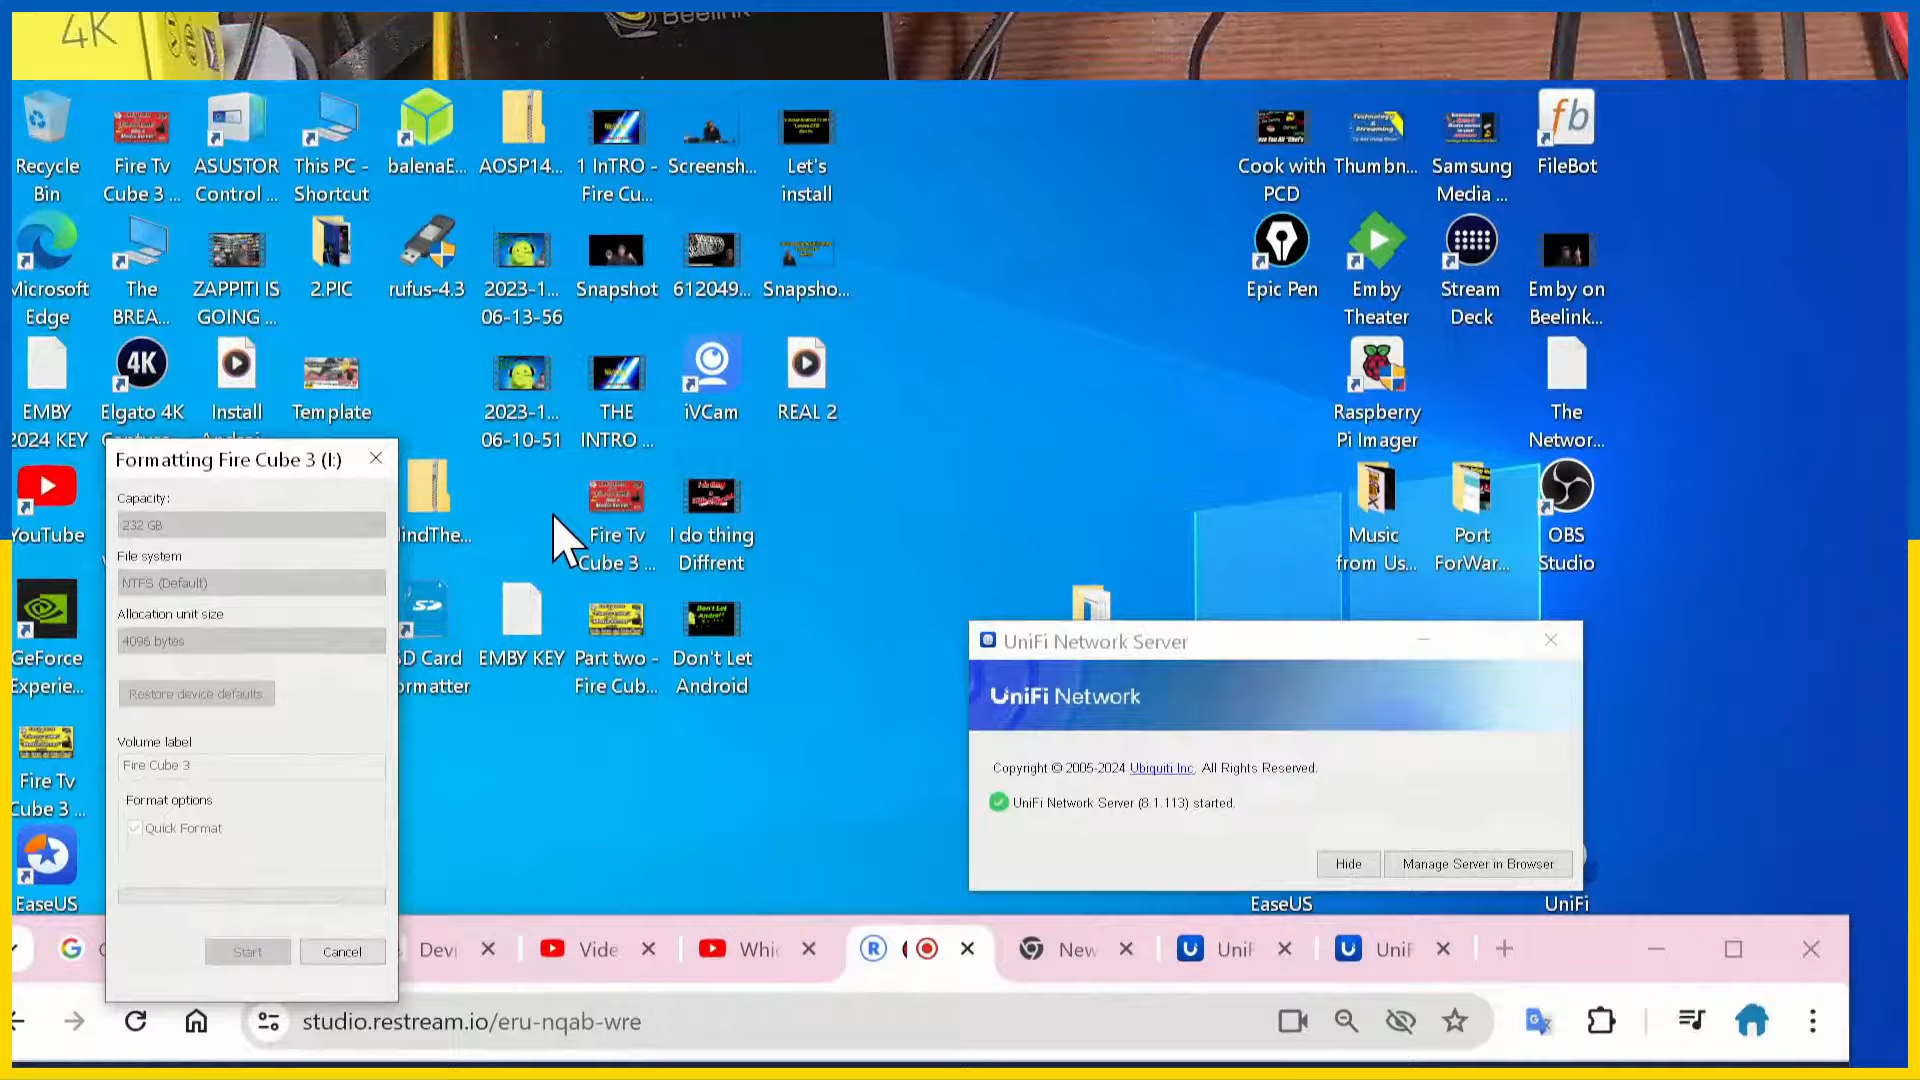 4K
Beelink
Recycle Bin
Fire Tv Cube 3 ...
ASUSTOR Control ...
This PC - Shortcut
balenaE...
AOSP14...
1 InTRO - Fire Cu...
Screensh...
Let's install
Cook with PCD
Thumbn...
Samsung Media ...
fb
FileBot
Microsoft Edge
The BREA...
ZAPPITI IS GOING ...
2.PIC
rufus-4.3
2023-1... 06-13-56
Snapshot
612049...
Snapsho...
Epic Pen
Emby Theater
Stream Deck
Emby on Beelink...
EMBY 2024 KEY
4K
Elgato 4K
Install
Template
2023-1... 06-10-51
THE INTRO ...
iVCam
REAL 2
Raspberry Pi Imager
The Networ...
Formatting Fire Cube 3 (I:)
Capacity:
232 GB
File system
NTFS (Default)
Allocation unit size
4096 bytes
Restore device defaults
Volume label
Fire Cube 3
Format options
Quick Format
Start
Cancel
YouTube
indThe...
Fire Tv Cube 3 ...
I do thing Diffrent
Music from Us...
Port ForWar...
OBS Studio
GeForce Experie...
SD
D Card ormatter
EMBY KEY
Part two - Fire Cub...
Don't Let Android
Fire Tv Cube 3 ...
EaseUS
UniFi Network Server
UniFi Network
Copyright © 2005-2024 Ubiquiti Inc. All Rights Reserved.
UniFi Network Server (8.1.113) started.
Hide
Manage Server in Browser
EaseUS
UniFi
Devi
Vide
Whi
R
New
UniF
UniF
studio.restream.io/eru-nqab-wre